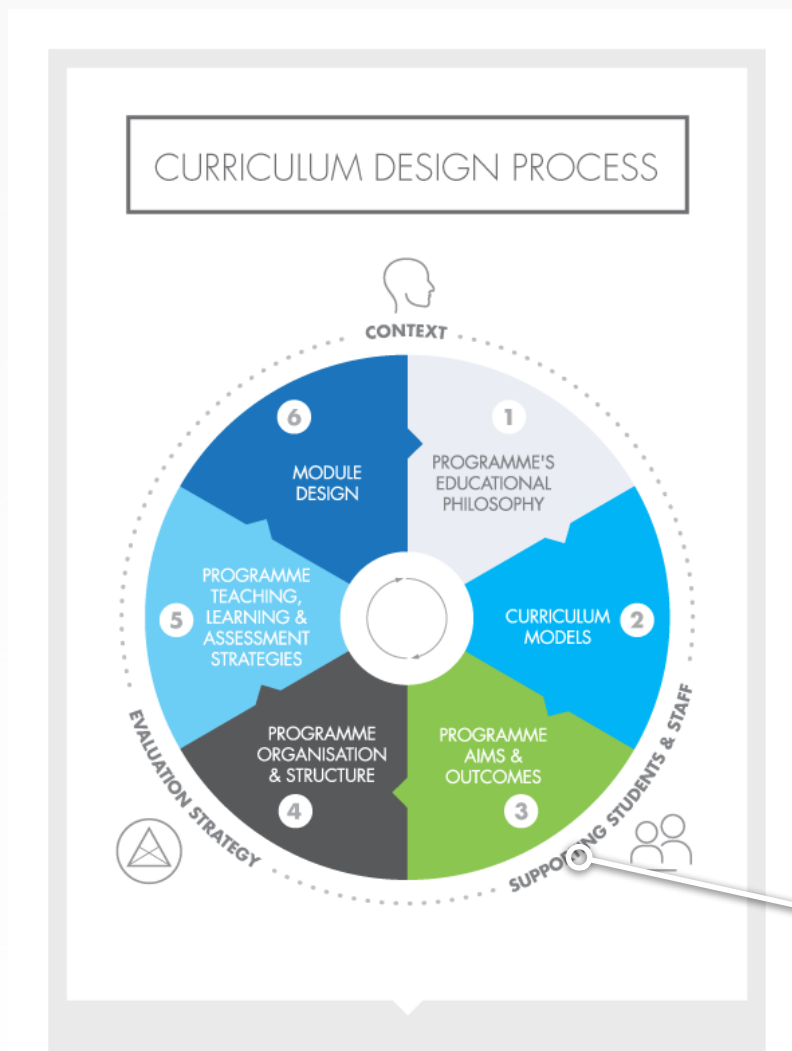 CURRICULUM DESIGN PROCESS
CONTEXT
6
MODULE
DESIGN
1
PROGRAMME'S
EDUCATIONAL
PHILOSOPHY
5
PROGRAMME
TEACHING,
LEARNING &
ASSESSMENT
STRATEGIES
CURRICULUM
MODELS
2
PROGRAMME
ORGANISATION
& STRUCTURE
4
PROGRAMME
AIMS &
OUTCOMES
3
EVALUATION STRATEGY
SUPPORTING STUDENTS & STAFF